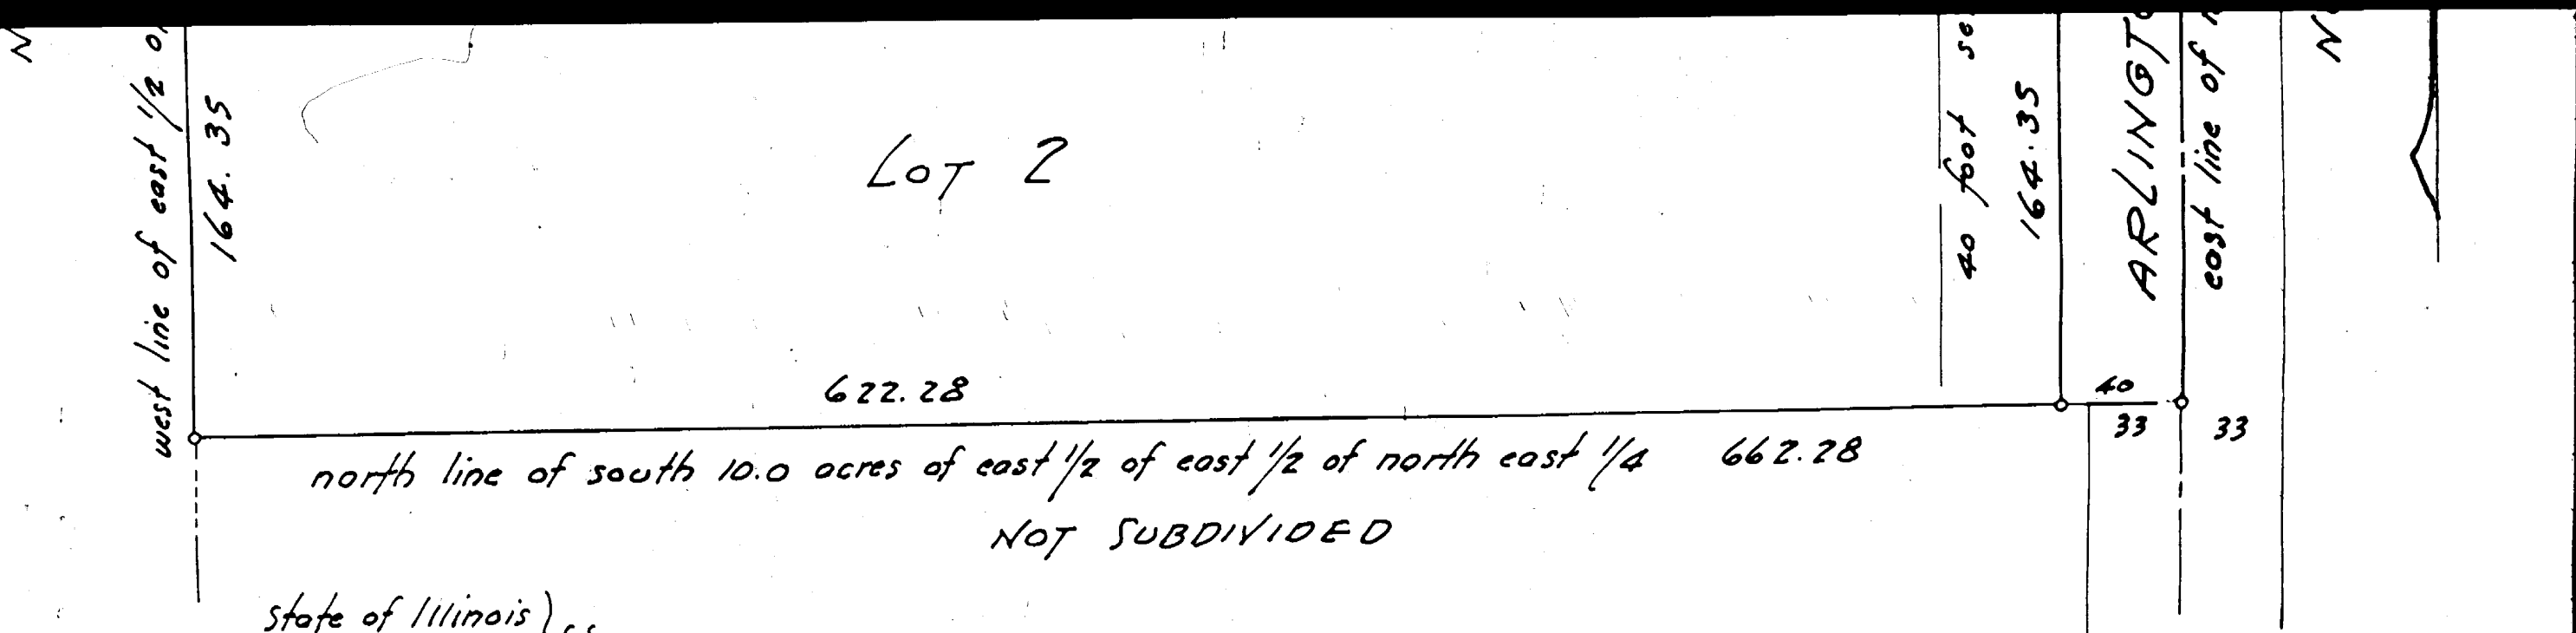 N
west line of east 1/2
164.35
LOT 2
40 foot
164.35
ARLINGT
east line of
N
622.28
40
33
33
north line of south 10.0 acres of east 1/2 of east 1/2 of north east 1/4 662.28
NOT SUBDIVIDED
State of Illinois)